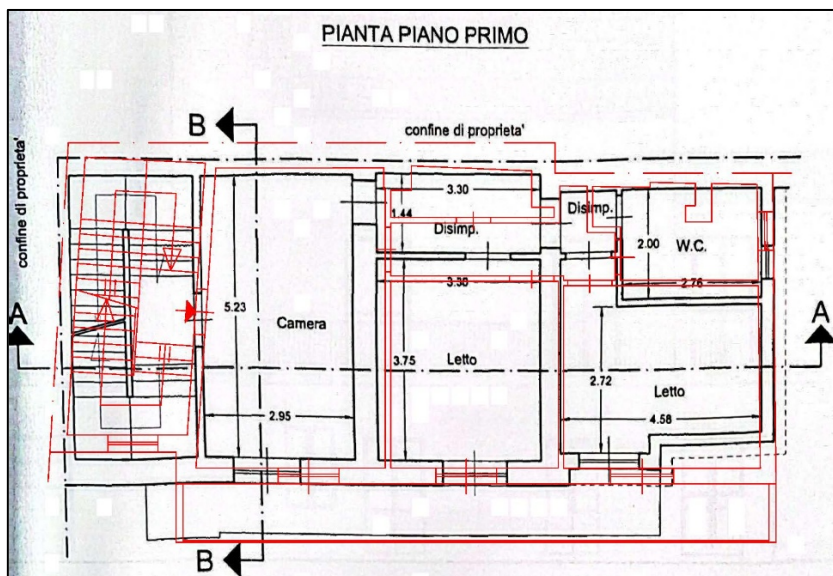 PIANTA PIANO PRIMO
B
confine di proprieta'
confine di proprieta'
3.30
1.44
Disimp.
Disimp.
2.00
W.C.
2.76
3.38
5.23
Camera
A
A
3.75
Letto
2.72
Letto
2.95
4.58
B